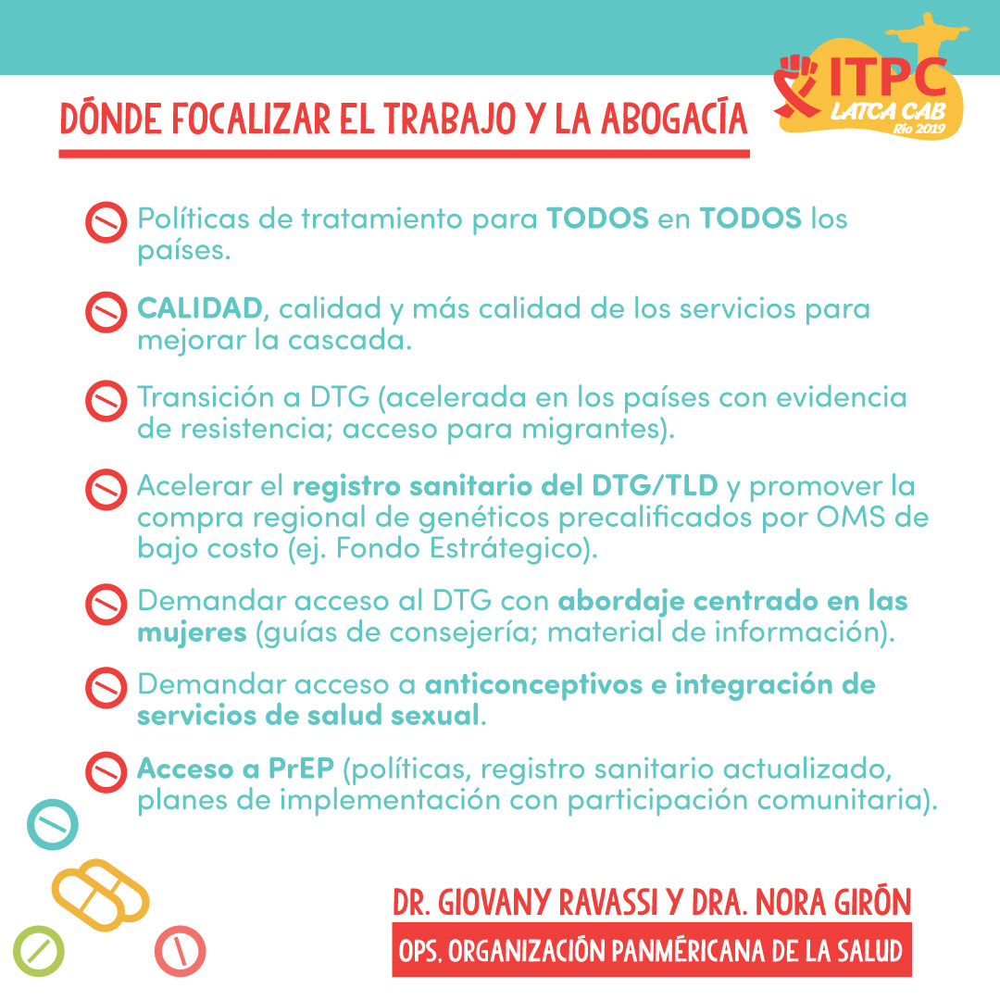 ITPC
LATCA CAB
Río 2019
DÓNDE FOCALIZAR EL TRABAJO Y LA ABOGACÍA
Políticas de tratamiento para TODOS en TODOS los
países.
CALIDAD, calidad y más calidad de los servicios para
mejorar la cascada.
Transición a DTG (acelerada en los países con evidencia
de resistencia; acceso para migrantes).
Acelerar el registro sanitario del DTG/TLD y promover la
compra regional de genéticos precalificados por OMS de
bajo costo (ej. Fondo Estrátegico).
Demandar acceso al DTG con abordaje centrado en las
mujeres (guías de consejería; material de información).
Demandar acceso a anticonceptivos e integración de
servicios de salud sexual.
Acceso a PrEP (políticas, registro sanitario actualizado,
planes de implementación con participación comunitaria).
DR. GIOVANY RAVASSI Y DRA. NORA GIRÓN
OPS, ORGANIZACIÓN PANMÉRICANA DE LA SALUD